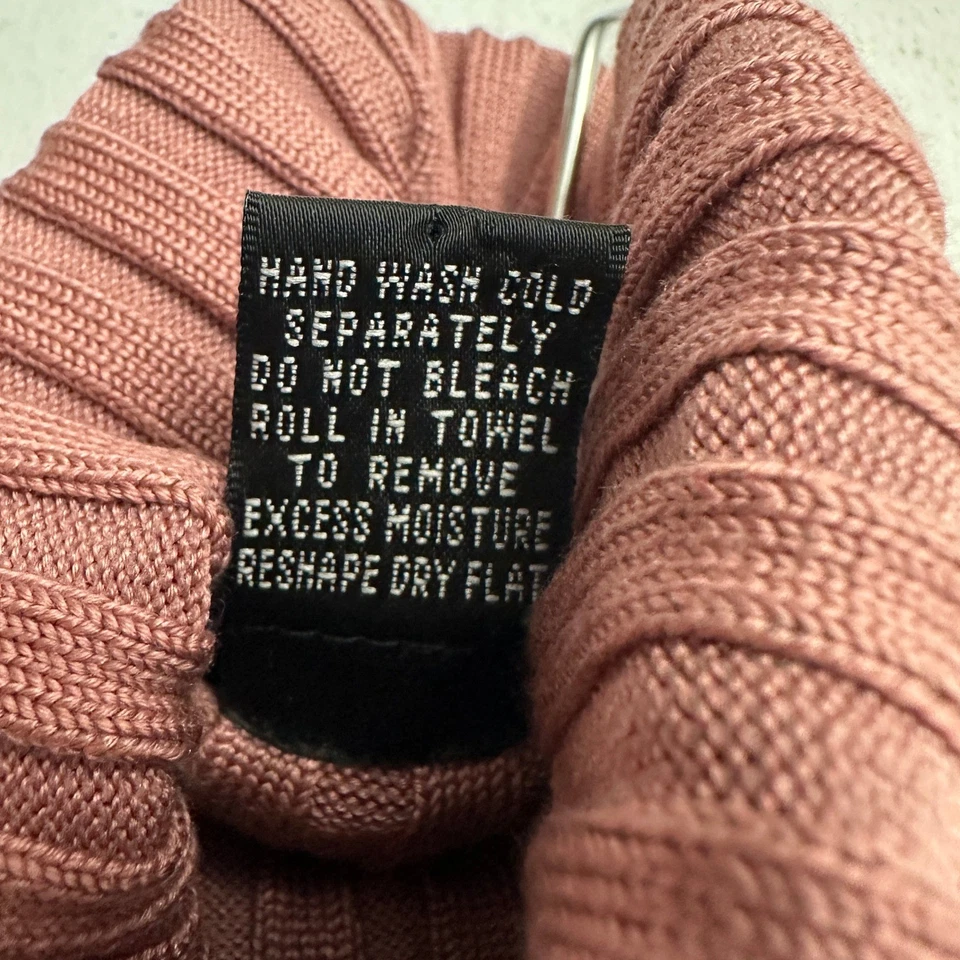 HAND WASH COLD
SEPARATELY
DO NOT BLEACH
ROLL IN TOWEL
TO REMOVE
EXCESS MOISTURE
RESHAPE DRY FLAT